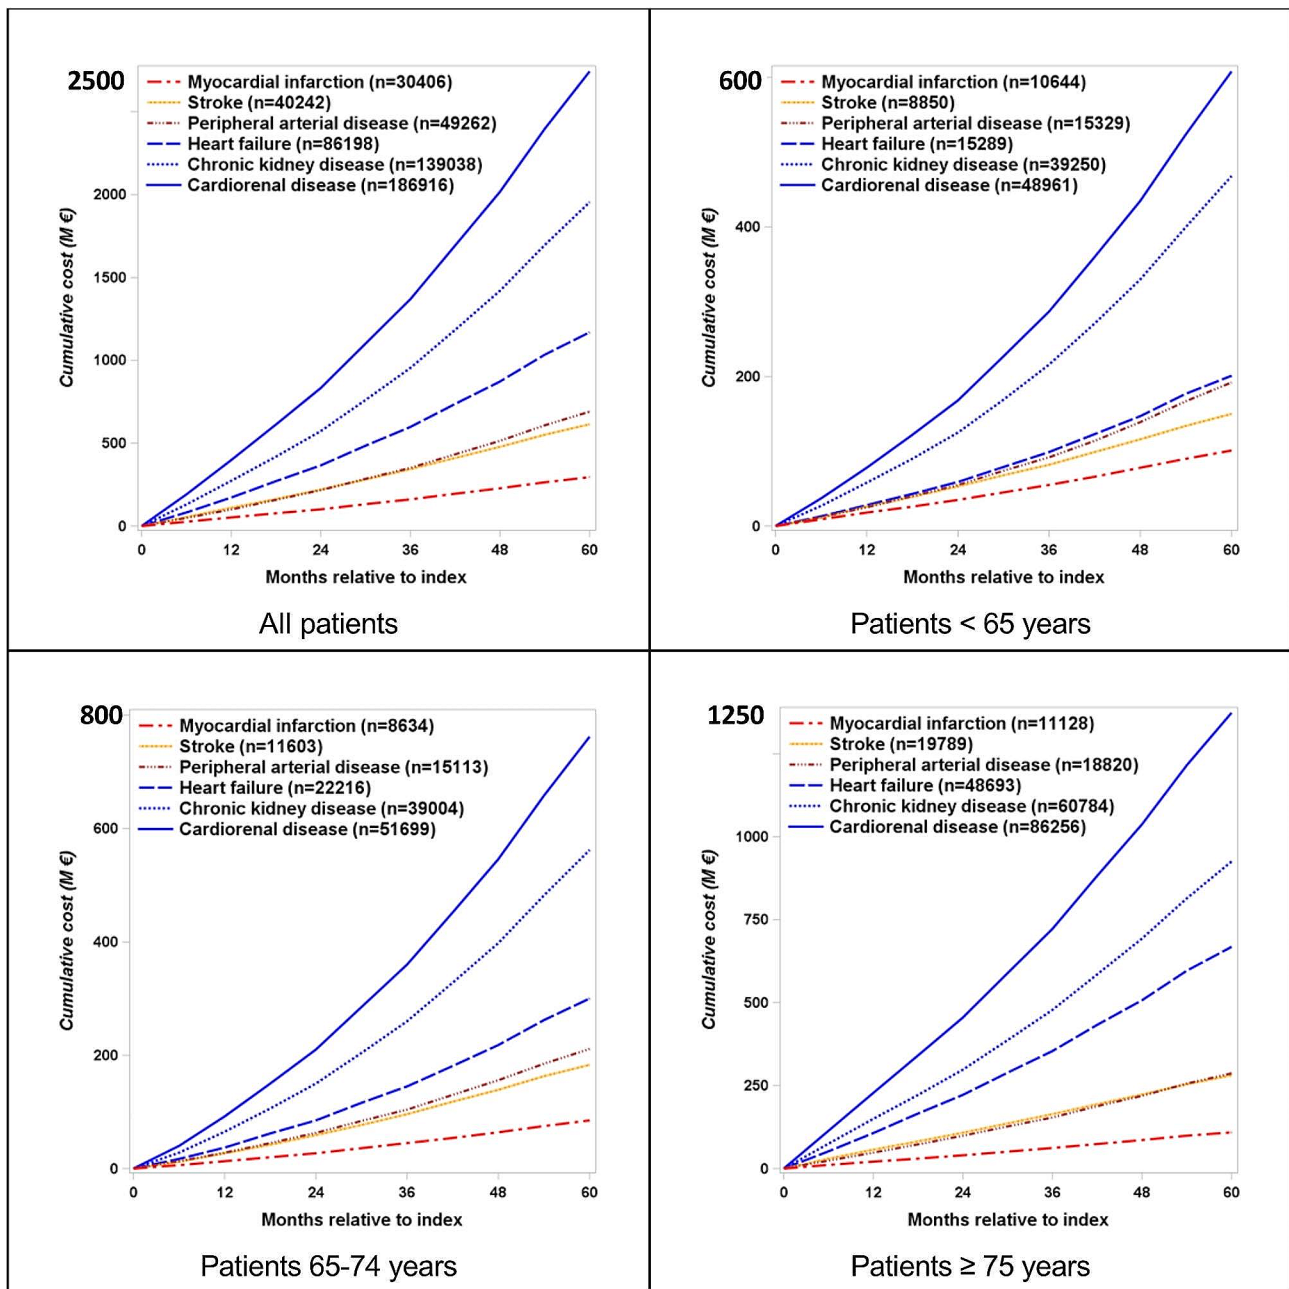 2500
Myocardial infarction (n=30406)
Stroke (n=40242)
Peripheral arterial disease (n=49262)
Heart failure (n=86198)
Chronic kidney disease (n=139038)
Cardiorenal disease (n=186916)
2000
1500
1000
500
0
Cumulative cost (M €)
0 12 24 36 48 60
Months relative to index
All patients
600
Myocardial infarction (n=10644)
Stroke (n=8850)
Peripheral arterial disease (n=15329)
Heart failure (n=15289)
Chronic kidney disease (n=39250)
Cardiorenal disease (n=48961)
400
200
0
Cumulative cost (M €)
0 12 24 36 48 60
Months relative to index
Patients < 65 years
800
Myocardial infarction (n=8634)
Stroke (n=11603)
Peripheral arterial disease (n=15113)
Heart failure (n=22216)
Chronic kidney disease (n=39004)
Cardiorenal disease (n=51699)
600
400
200
0
Cumulative cost (M €)
0 12 24 36 48 60
Months relative to index
Patients 65-74 years
1250
Myocardial infarction (n=11128)
Stroke (n=19789)
Peripheral arterial disease (n=18820)
Heart failure (n=48693)
Chronic kidney disease (n=60784)
Cardiorenal disease (n=86256)
1000
750
500
250
0
Cumulative cost (M €)
0 12 24 36 48 60
Months relative to index
Patients ≥ 75 years